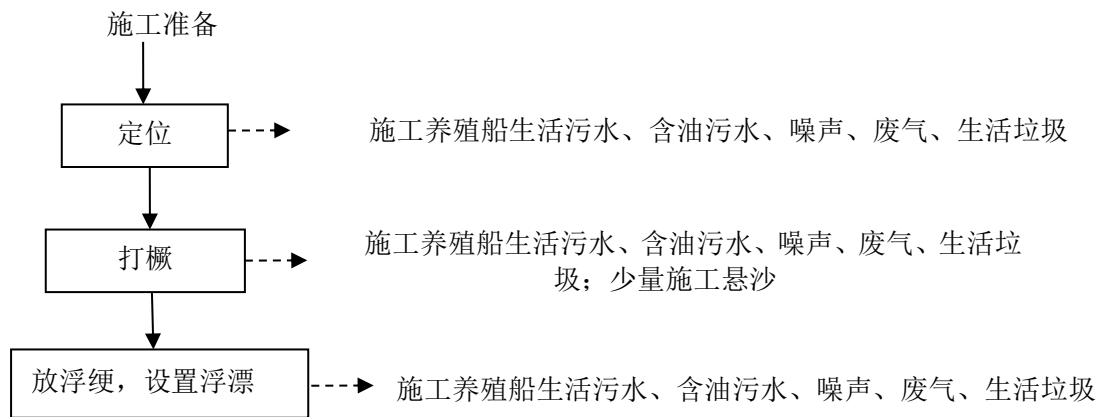 施工准备
定位
施工养殖船生活污水、含油污水、噪声、废气、生活垃圾
打橛
施工养殖船生活污水、含油污水、噪声、废气、生活垃
圾；少量施工悬沙
放浮绠，设置浮漂
施工养殖船生活污水、含油污水、噪声、废气、生活垃圾